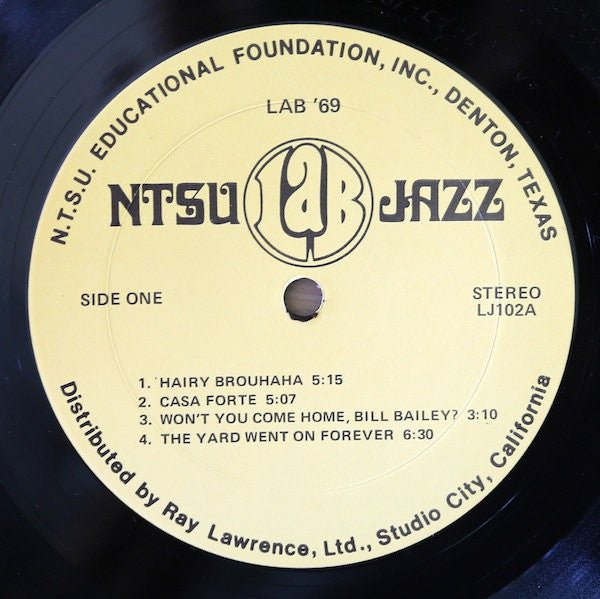 N.T.S.U. EDUCATIONAL FOUNDATION, INC., DENTON, TEXAS
LAB '69
NTSU LAB JAZZ
SIDE ONE
STEREO
LJ102A
1. HAIRY BROUHAHA 5:15
2. CASA FORTE 5:07
3. WON'T YOU COME HOME, BILL BAILEY? 3:10
4. THE YARD WENT ON FOREVER 6:30
Distributed by Ray Lawrence, Ltd., Studio City, California